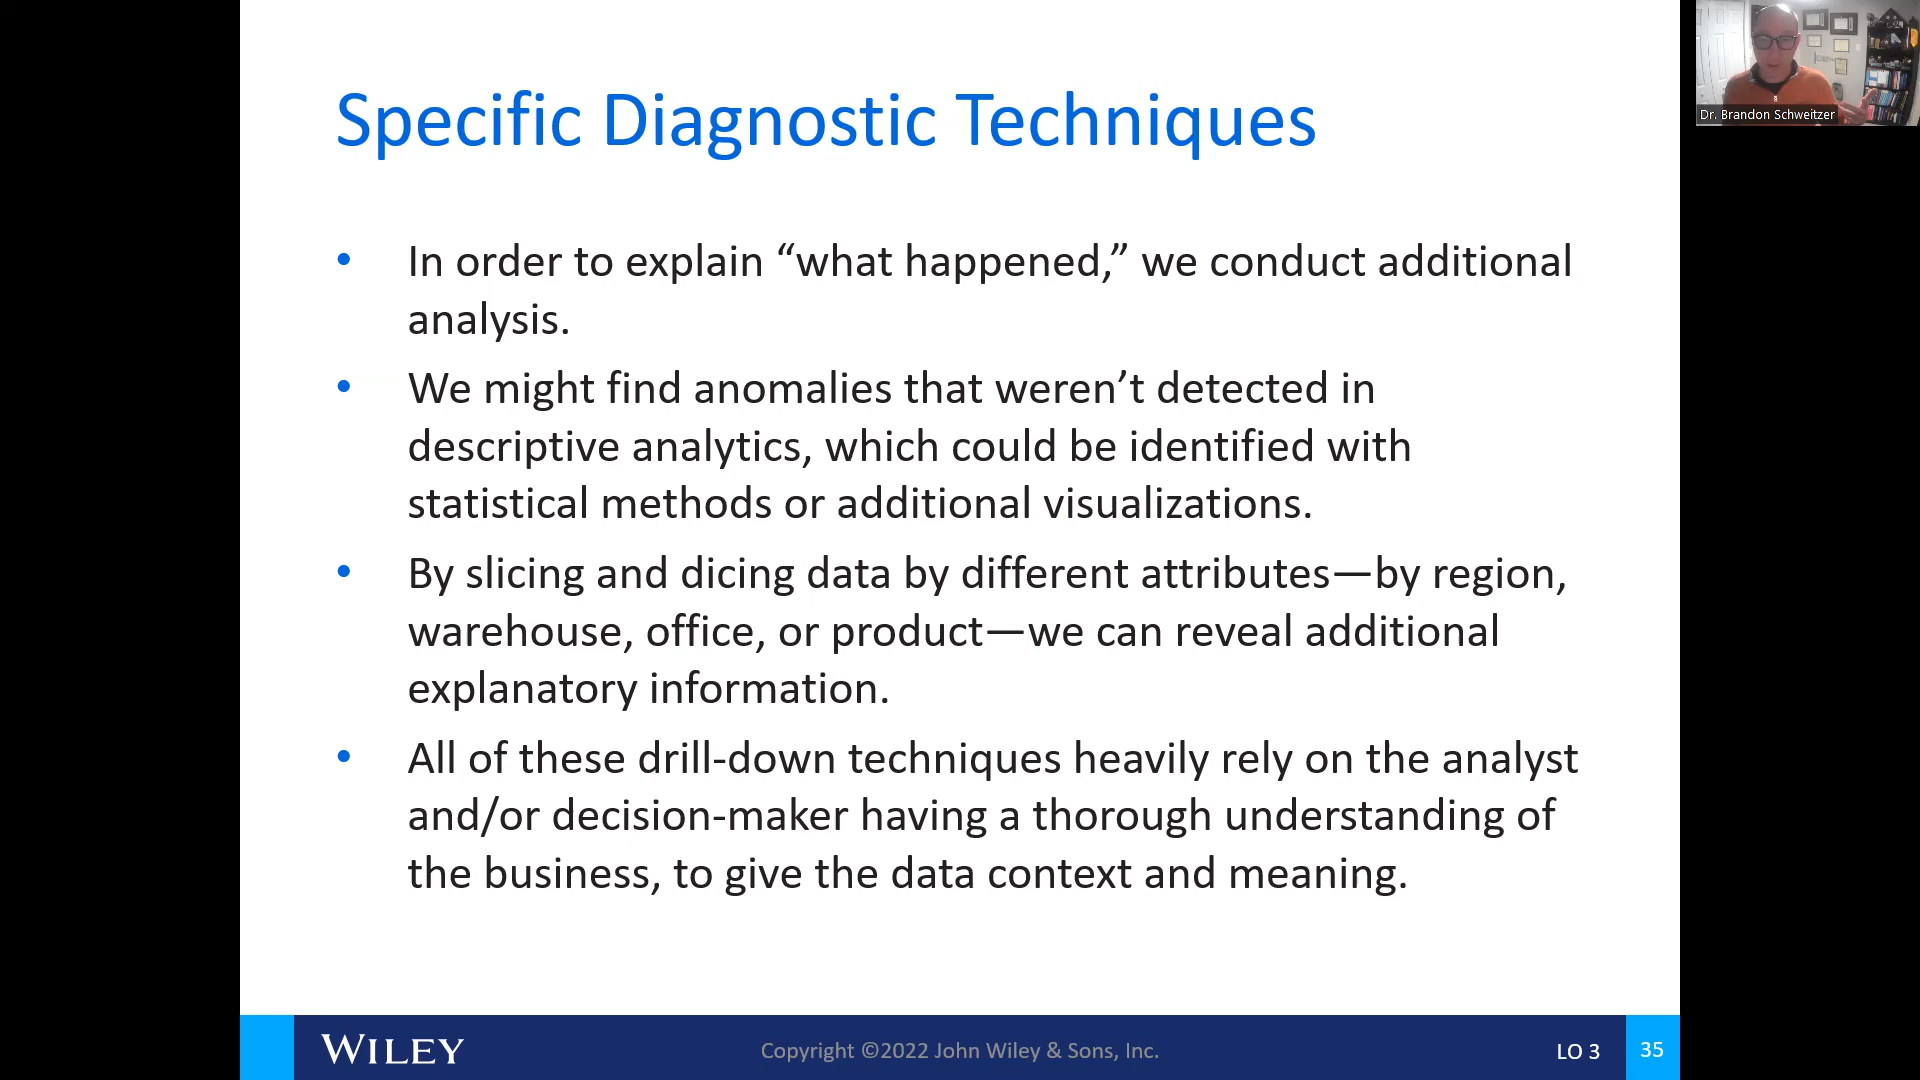 Specific Diagnostic Techniques
Dr. Brandon Schweitzer
• In order to explain “what happened,” we conduct additional
analysis.
• We might find anomalies that weren’t detected in
descriptive analytics, which could be identified with
statistical methods or additional visualizations.
• By slicing and dicing data by different attributes—by region,
warehouse, office, or product—we can reveal additional
explanatory information.
• All of these drill-down techniques heavily rely on the analyst
and/or decision-maker having a thorough understanding of
the business, to give the data context and meaning.
WILEY
Copyright ©2022 John Wiley & Sons, Inc.
LO 3
35